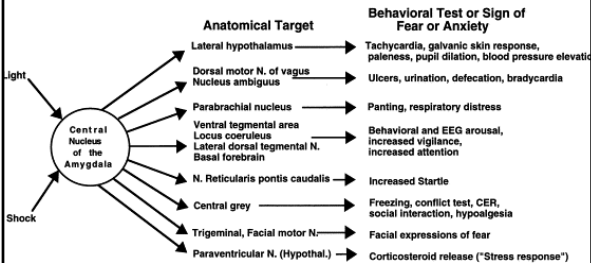 Anatomical Target
Behavioral Test or Sign of
Fear or Anxiety
Light
Shock
Central
Nucleus
of the
Amygdala
Lateral hypothalamus
Tachycardia, galvanic skin response,
paleness, pupil dilation, blood pressure elevatio
Dorsal motor N. of vagus
Nucleus ambiguus
Ulcers, urination, defecation, bradycardia
Parabrachial nucleus
Panting, respiratory distress
Ventral tegmental area
Locus coeruleus
Lateral dorsal tegmental N.
Basal forebrain
Behavioral and EEG arousal,
increased vigilance,
increased attention
N. Reticularis pontis caudalis
Increased Startle
Central grey
Freezing, conflict test, CER,
social interaction, hypoalgesia
Trigeminal, Facial motor N.
Facial expressions of fear
Paraventricular N. (Hypothal.)
Corticosteroid release ("Stress response")